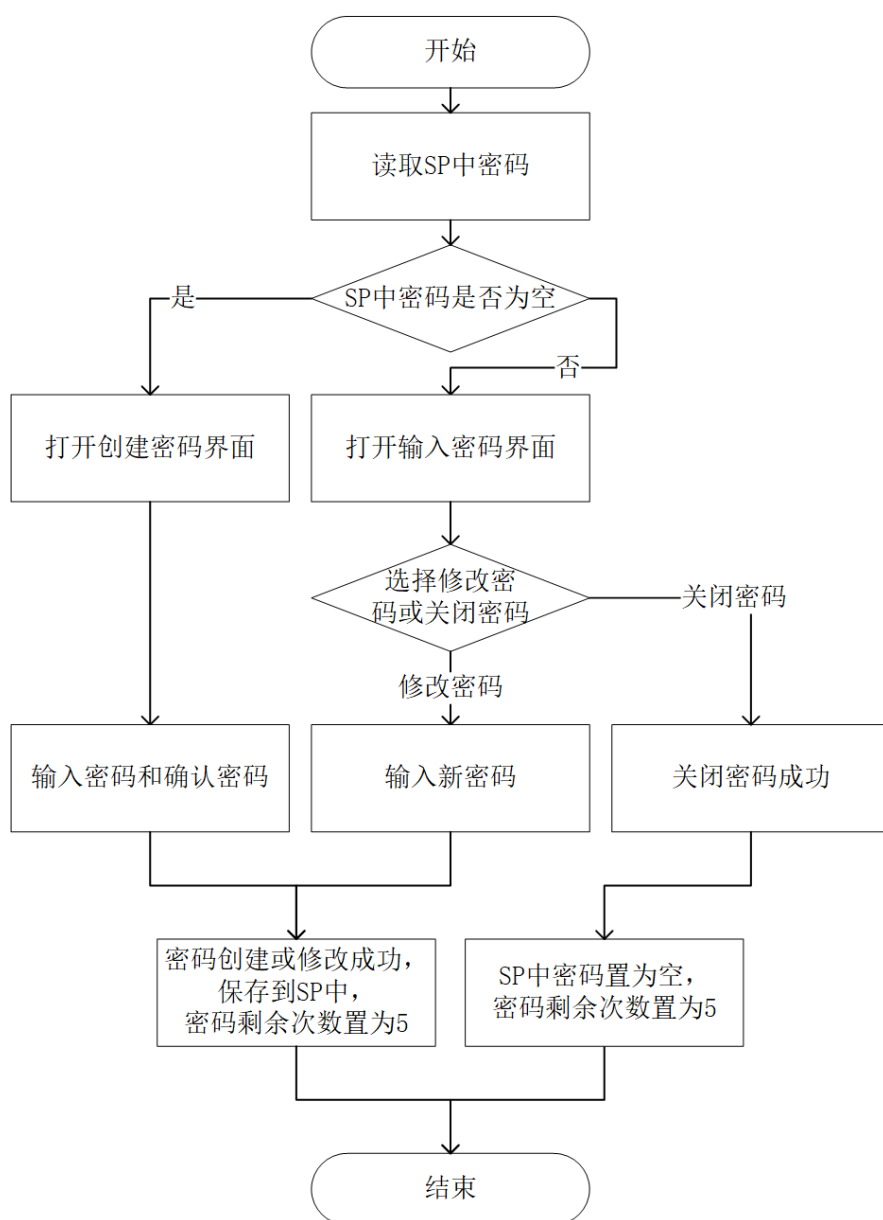 开始
读取SP中密码
SP中密码是否为空
是
否
打开创建密码界面
打开输入密码界面
选择修改密
码或关闭密码
关闭密码
修改密码
输入密码和确认密码
输入新密码
关闭密码成功
密码创建或修改成功，
保存到SP中，
密码剩余次数置为5
SP中密码置为空，
密码剩余次数置为5
结束